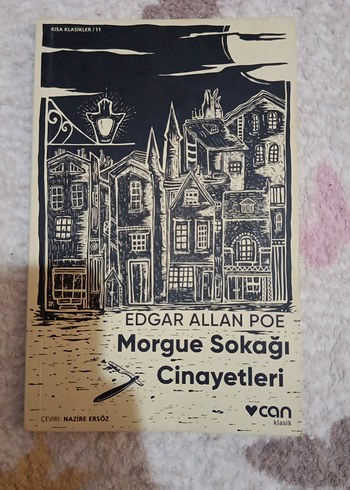 KISA KLASİKLER / 11
EDGAR ALLAN POE
Morgue Sokağı
Cinayetleri
can
klasik
ÇEVİRİ: NAZİRE ERSÖZ